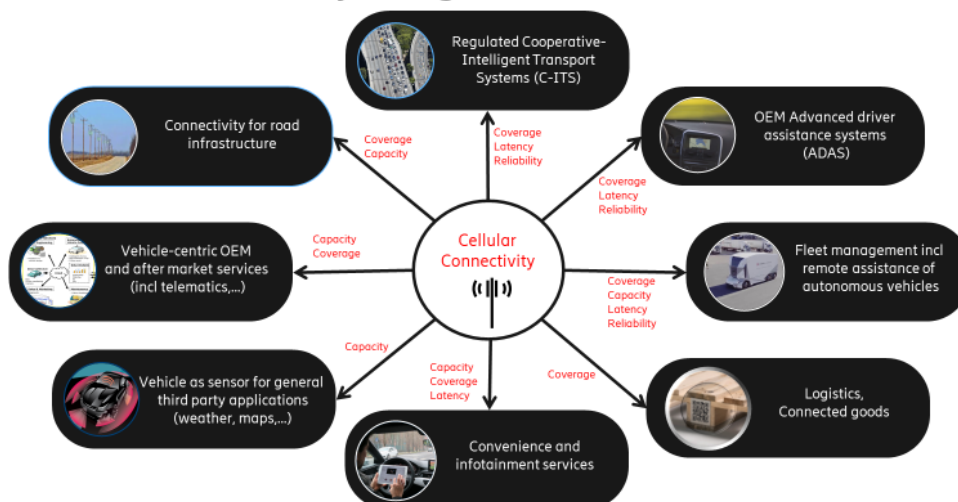 Regulated Cooperative-
Intelligent Transport
Systems (C-ITS)
Connectivity for road
infrastructure
OEM Advanced driver
assistance systems
(ADAS)
Coverage
Capacity
Coverage
Latency
Reliability
Coverage
Latency
Reliability
Vehicle-centric OEM
and after market services
(incl telematics,...)
Capacity
Coverage
Cellular
Connectivity
Fleet management incl
remote assistance of
autonomous vehicles
Coverage
Capacity
Latency
Reliability
Vehicle as sensor for general
third party applications
(weather, maps,...)
Capacity
Capacity
Coverage
Latency
Coverage
Logistics,
Connected goods
Convenience and
infotainment services